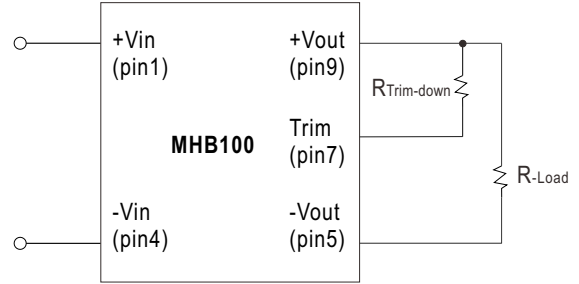 +Vin
(pin1)
+Vout
(pin9)
RTrim-down
Trim
(pin7)
MHB100
R-Load
-Vin
(pin4)
-Vout
(pin5)